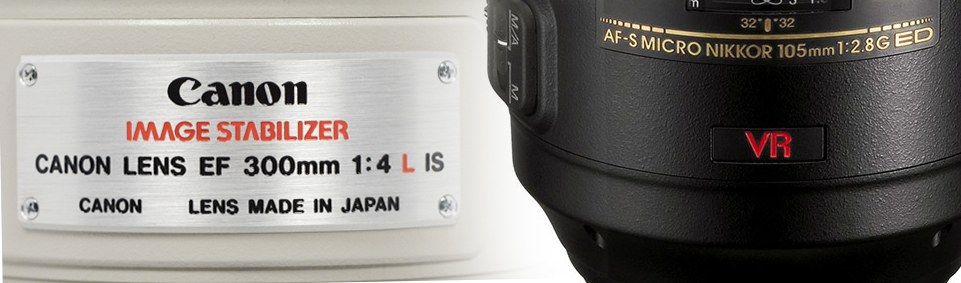 Canon
IMAGE STABILIZER
CANON LENS EF 300mm 1:4 L IS
CANON LENS MADE IN JAPAN
M/A
M
m
32 32
AF-S MICRO NIKKOR 105mm 1:2.8G ED
VR